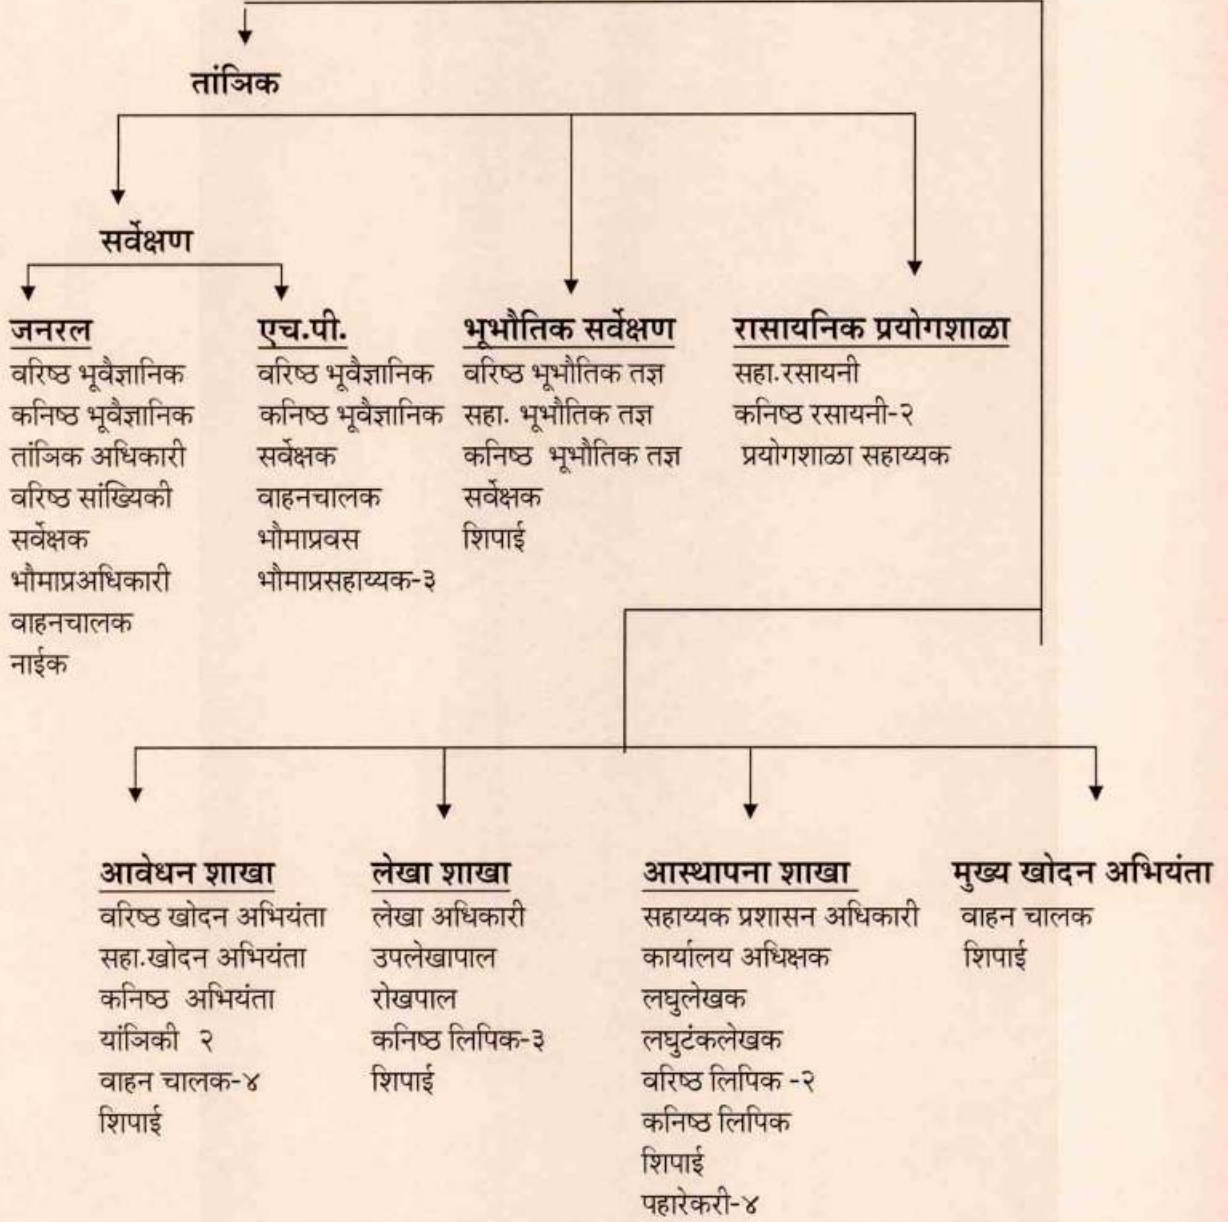 तांत्रिक
सर्वेक्षण
जनरल
वरिष्ठ भूवैज्ञानिक
कनिष्ठ भूवैज्ञानिक
तांत्रिक अधिकारी
वरिष्ठ सांख्यिकी
सर्वेक्षक
भौमाप्रअधिकारी
वाहनचालक
नाईक
एच.पी.
वरिष्ठ भूवैज्ञानिक
कनिष्ठ भूवैज्ञानिक
सर्वेक्षक
वाहनचालक
भौमाप्रवस
भौमाप्रसहाय्यक-३
भूभौतिक सर्वेक्षण
वरिष्ठ भूभौतिक तज्ञ
सहा. भूभौतिक तज्ञ
कनिष्ठ भूभौतिक तज्ञ
सर्वेक्षक
शिपाई
रासायनिक प्रयोगशाळा
सहा.रसायनी
कनिष्ठ रसायनी-२
प्रयोगशाळा सहाय्यक
आवेधन शाखा
वरिष्ठ खोदन अभियंता
सहा.खोदन अभियंता
कनिष्ठ अभियंता
यांत्रिकी २
वाहन चालक-४
शिपाई
लेखा शाखा
लेखा अधिकारी
उपलेखापाल
रोखपाल
कनिष्ठ लिपिक-३
शिपाई
आस्थापना शाखा
सहाय्यक प्रशासन अधिकारी
कार्यालय अधिक्षक
लघुलेखक
लघुटंकलेखक
वरिष्ठ लिपिक -२
कनिष्ठ लिपिक
शिपाई
पहारेकरी-४
मुख्य खोदन अभियंता
वाहन चालक
शिपाई